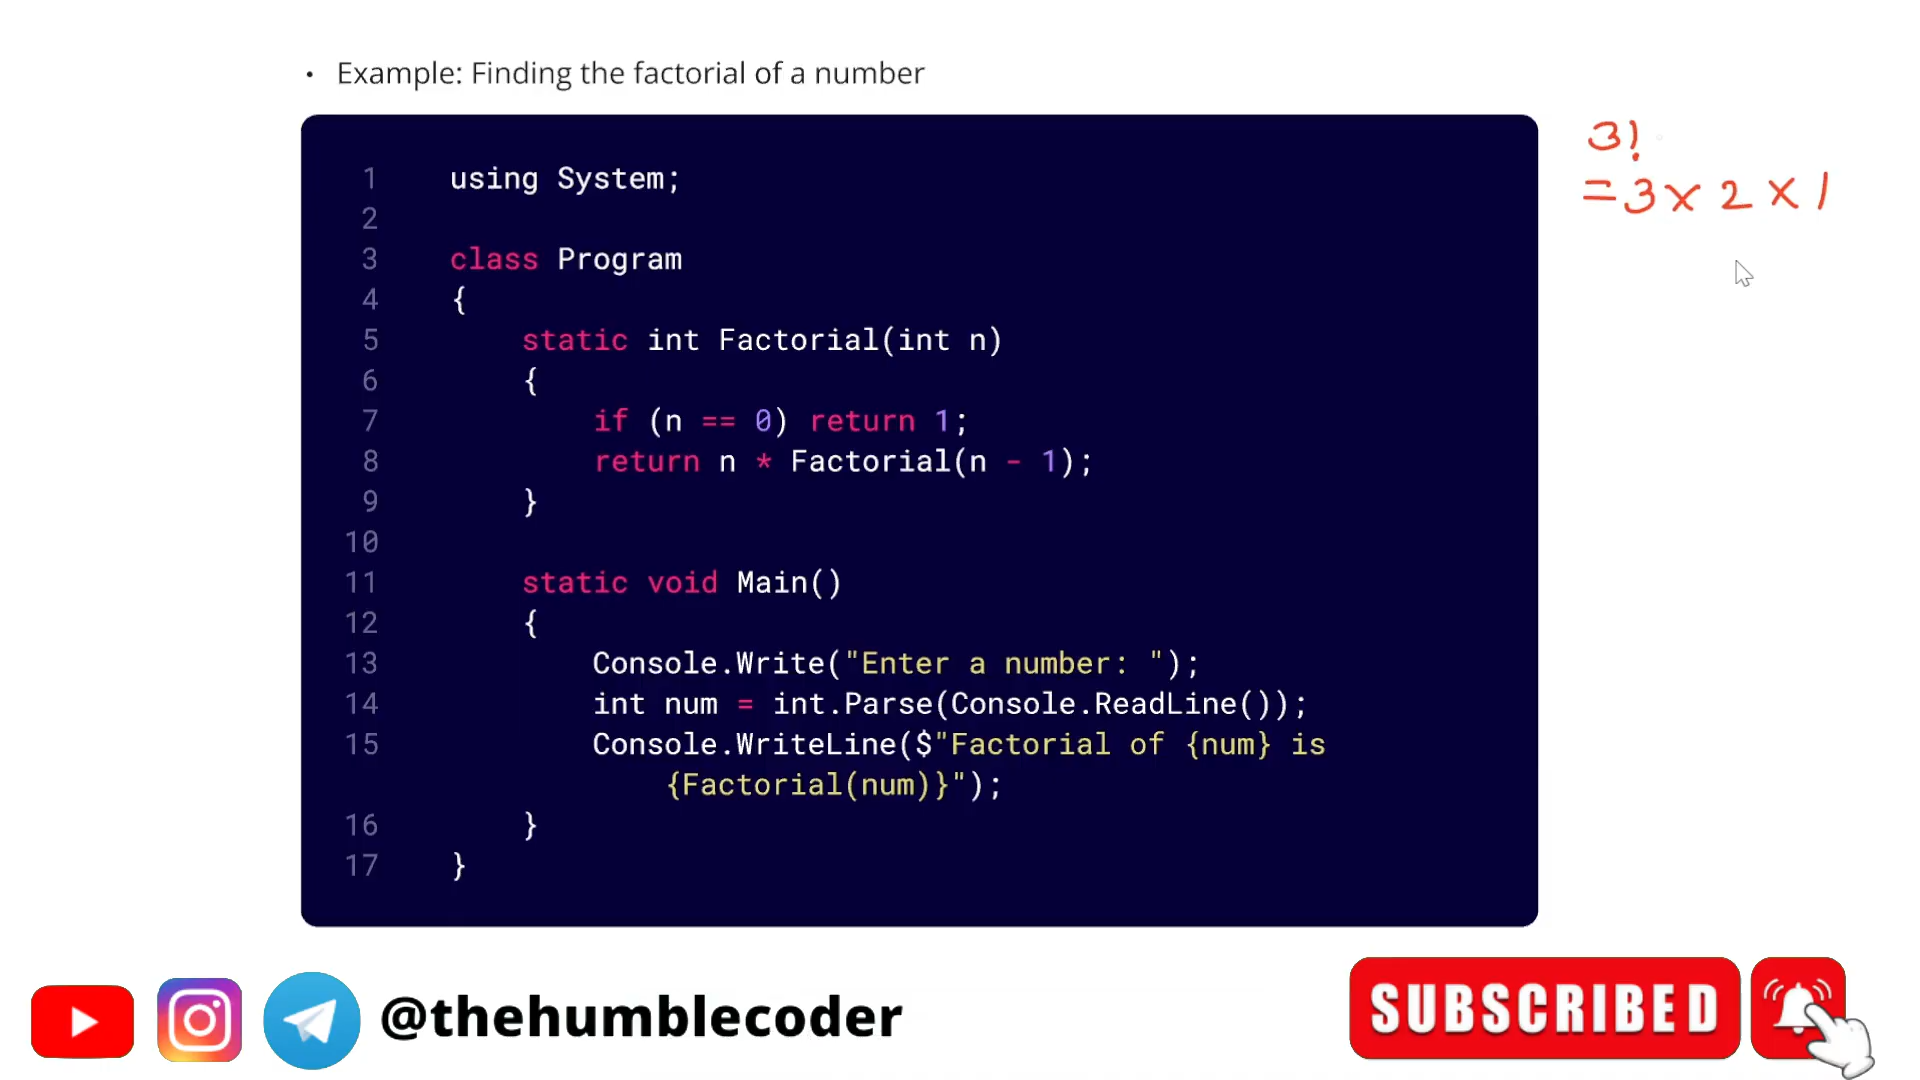 • Example: Finding the factorial of a number
3!
= 3 x 2 x 1
1 using System;
2
3 class Program
4 {
5 static int Factorial(int n)
6 {
7 if (n == 0) return 1;
8 return n * Factorial(n - 1);
9 }
10
11 static void Main()
12 {
13 Console.Write("Enter a number: ");
14 int num = int.Parse(Console.ReadLine());
15 Console.WriteLine($"Factorial of {num} is
{Factorial(num)}");
16 }
17 }
@thehumblecoder
SUBSCRIBED